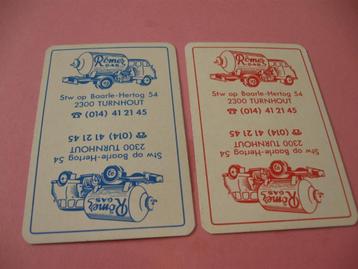 Römer
GAS
Stw op Baarle-Hertog 54
2300 TURNHOUT
☎ (014) 41 21 45
☎ (014) 41 21 45
2300 TURNHOUT
Stw op Baarle-Hertog 54
Römer
GAS
Römer
GAS
Stw op Baarle-Hertog 54
2300 TURNHOUT
☎ (014) 41 21 45
☎ (014) 41 21 45
2300 TURNHOUT
Stw op Baarle-Hertog 54
Römer
GAS